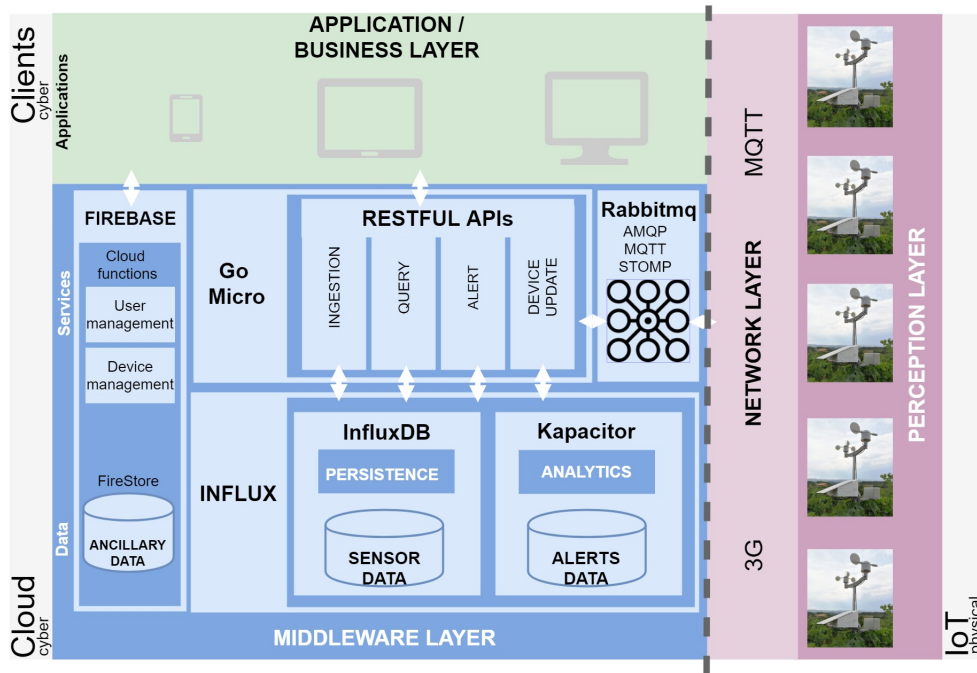 APPLICATION /
BUSINESS LAYER
Clients
cyber
Applications
FIREBASE
Cloud
functions
User
management
Device
management
FireStore
ANCILLARY
DATA
Services
Data
Go
Micro
RESTFUL APIs
INGESTION
QUERY
ALERT
DEVICE
UPDATE
Rabbitmq
AMQP
MQTT
STOMP
INFLUX
InfluxDB
PERSISTENCE
SENSOR
DATA
Kapacitor
ANALYTICS
ALERTS
DATA
MIDDLEWARE LAYER
Cloud
cyber
MQTT
NETWORK LAYER
3G
PERCEPTION LAYER
IoT
physical